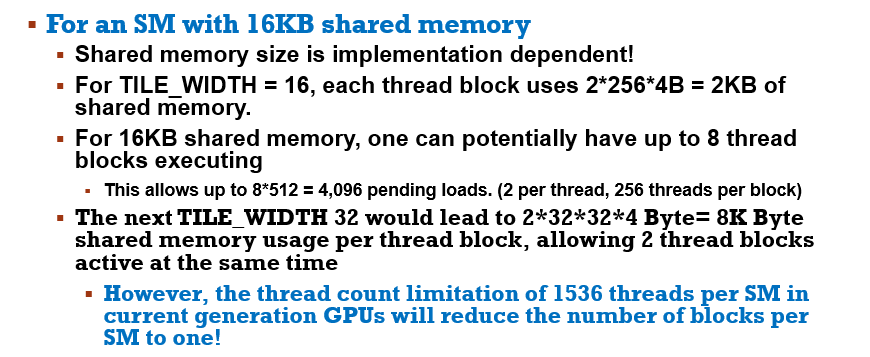 For an SM with 16KB shared memory
Shared memory size is implementation dependent!
For TILE_WIDTH = 16, each thread block uses 2*256*4B = 2KB of
shared memory.
For 16KB shared memory, one can potentially have up to 8 thread
blocks executing
This allows up to 8*512 = 4,096 pending loads. (2 per thread, 256 threads per block)
The next TILE_WIDTH 32 would lead to 2*32*32*4 Byte= 8K Byte
shared memory usage per thread block, allowing 2 thread blocks
active at the same time
However, the thread count limitation of 1536 threads per SM in
current generation GPUs will reduce the number of blocks per
SM to one!